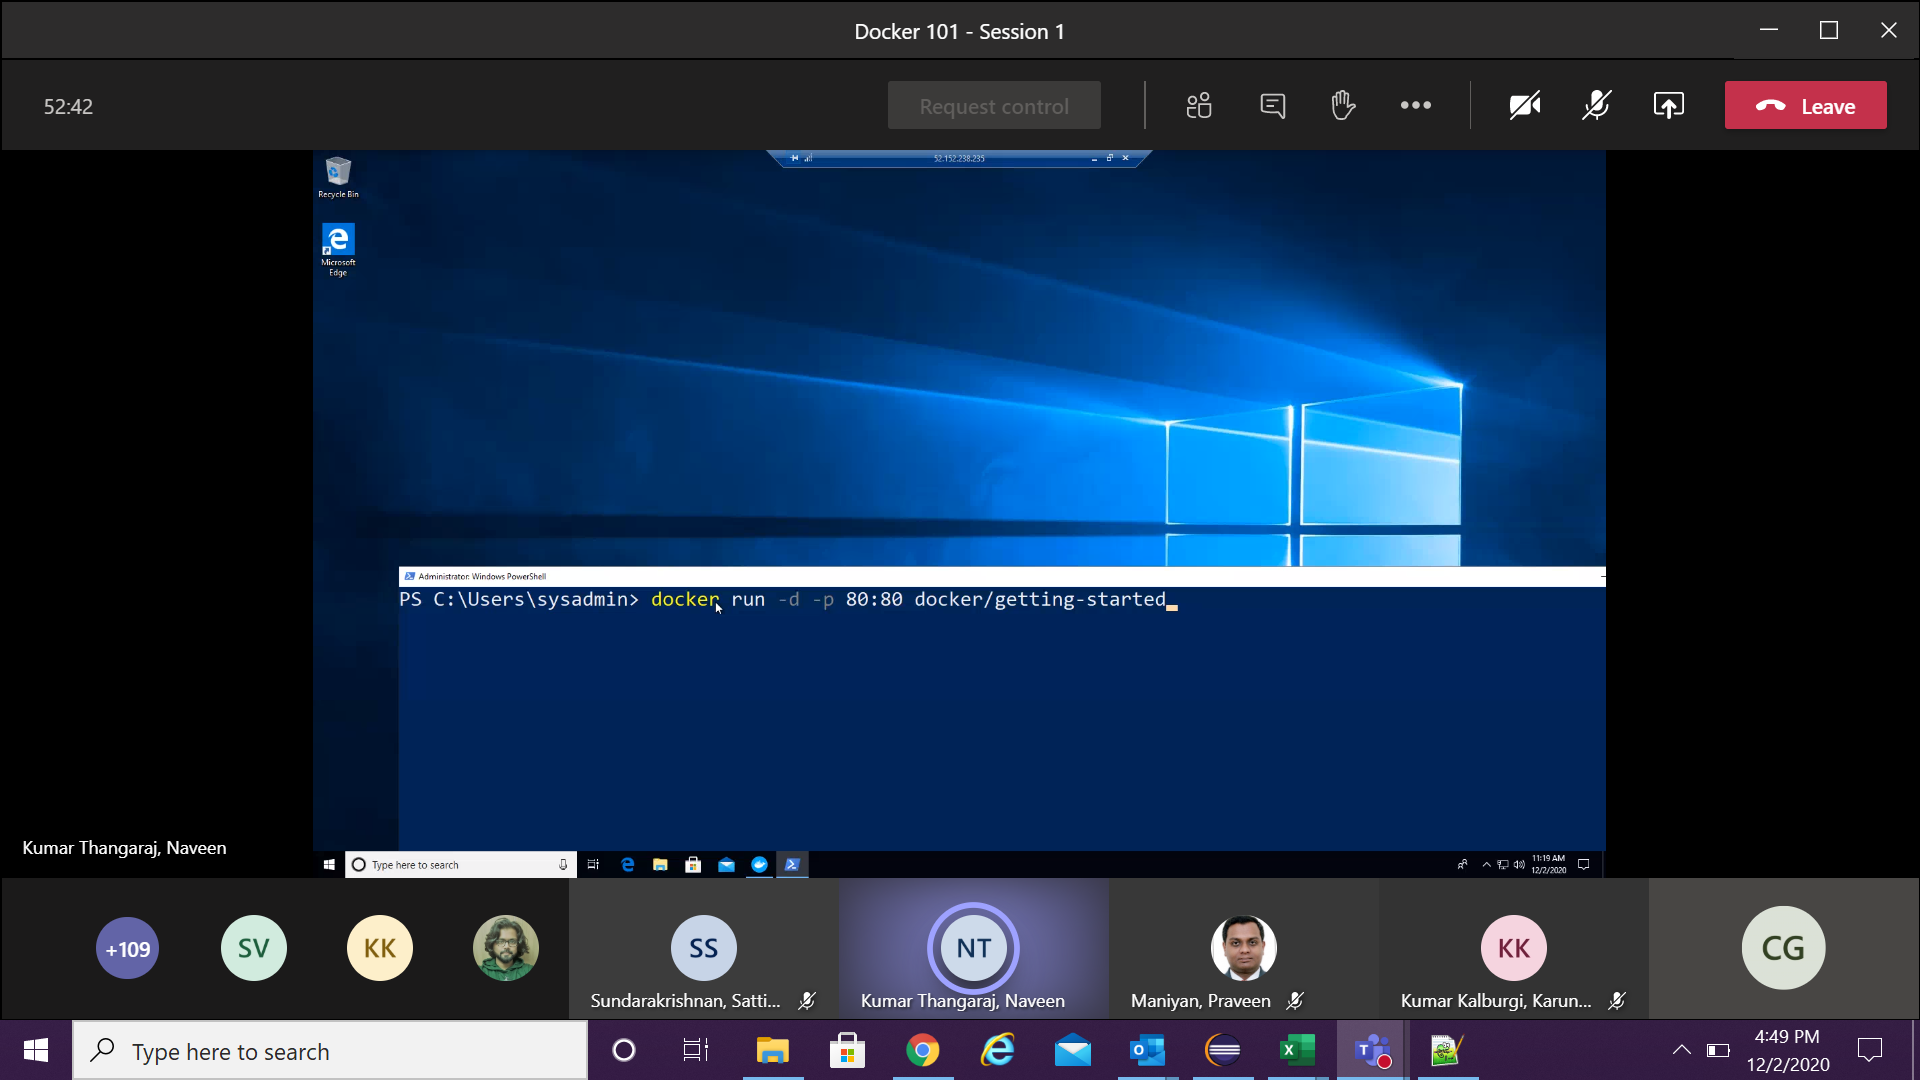 Docker 101 - Session 1
52:42
Request control
Leave
52.152.238.235
Recycle Bin
Microsoft
Edge
Administrator: Windows PowerShell
PS C:\Users\sysadmin> docker run -d -p 80:80 docker/getting-started
Kumar Thangaraj, Naveen
Type here to search
11:19 AM
12/2/2020
+109
SV
KK
SS
NT
KK
CG
Sundarakrishnan, Satti...
Kumar Thangaraj, Naveen
Maniyan, Praveen
Kumar Kalburgi, Karun...
Type here to search
4:49 PM
12/2/2020